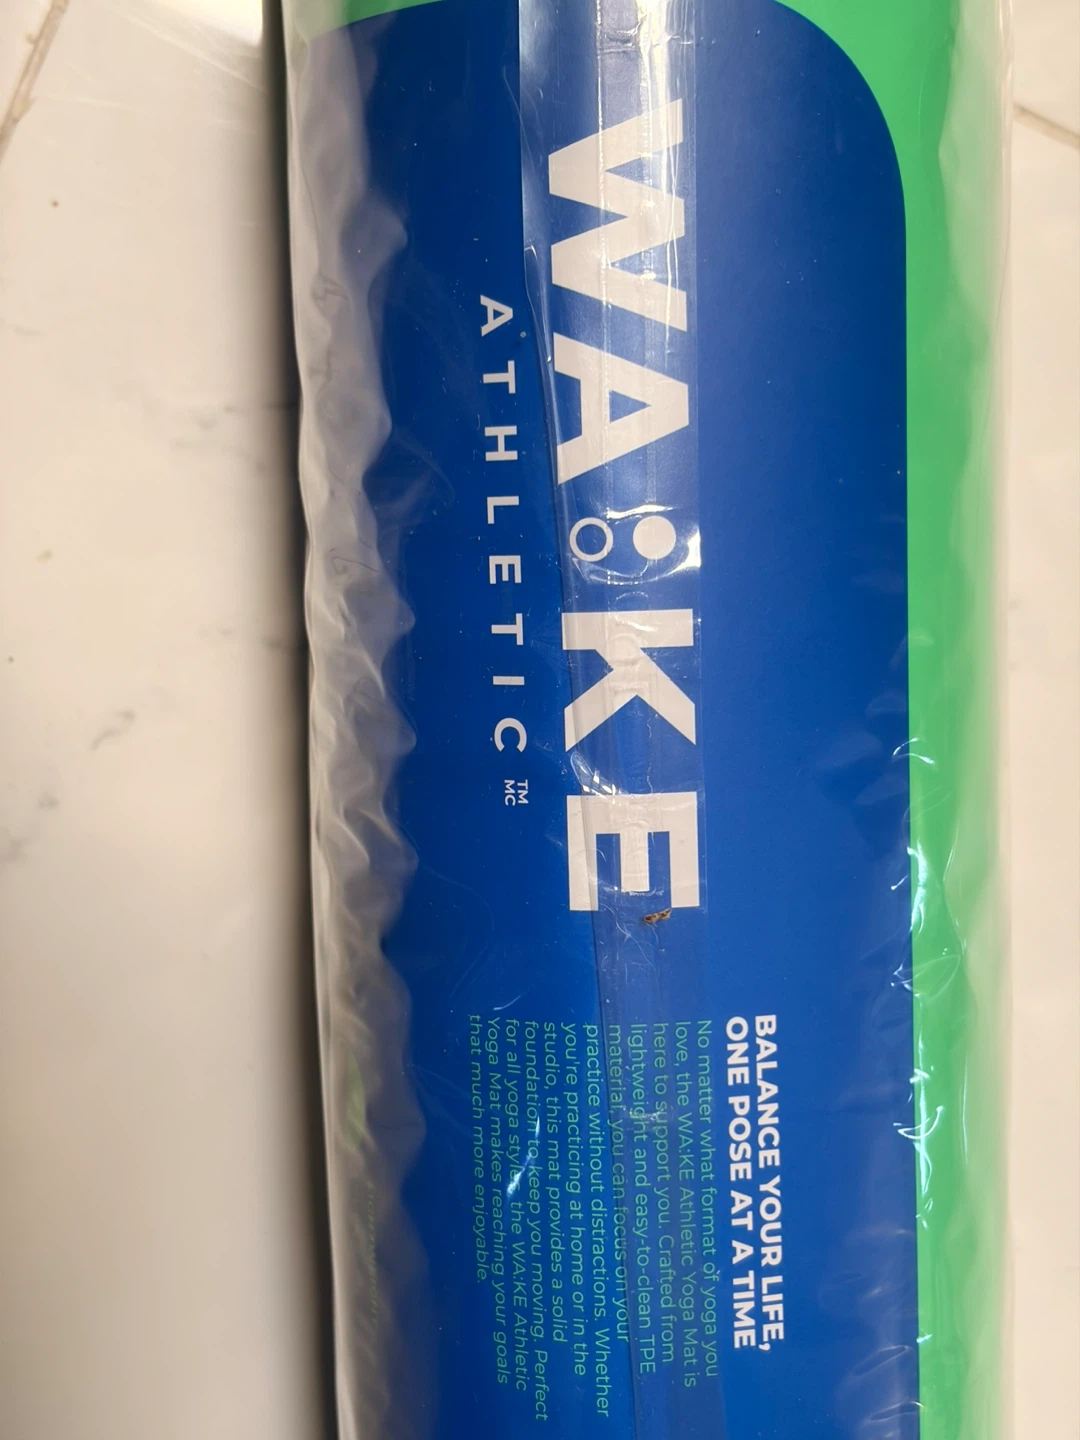 WA:KE
ATHLETIC™ MC
BALANCE YOUR LIFE,
ONE POSE AT A TIME
No matter what format of yoga you
love, the WA:KE Athletic Yoga Mat is
here to support you. Crafted from
lightweight and easy-to-clean TPE
material, you can focus on your
practice without distractions. Whether
you're practicing at home or in the
studio, this mat provides a solid
foundation to keep you moving. Perfect
for all yoga styles, the WA:KE Athletic
Yoga Mat makes reaching your goals
that much more enjoyable.